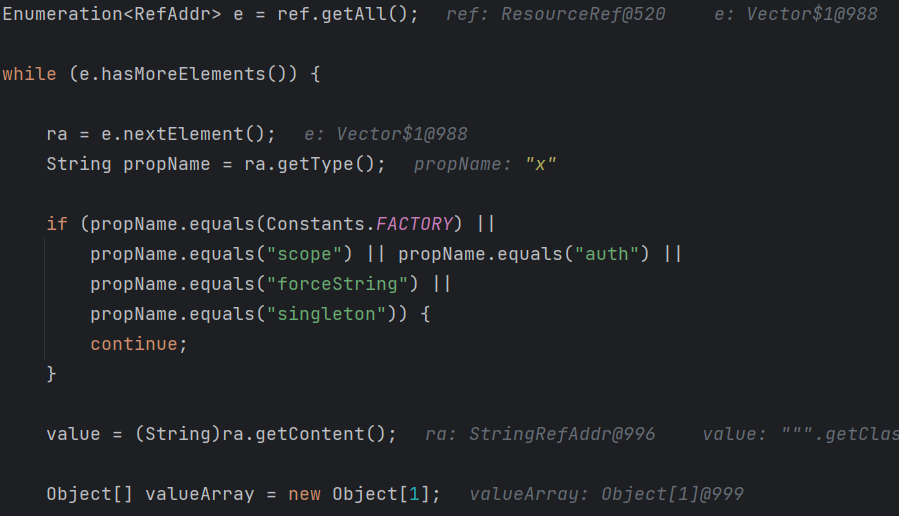 Enumeration<RefAddr> e = ref.getAll();   ref: ResourceRef@520    e: Vector$1@988
while (e.hasMoreElements()) {
ra = e.nextElement();   e: Vector$1@988
String propName = ra.getType();   propName: "x"
if (propName.equals(Constants.FACTORY) ||
propName.equals("scope") || propName.equals("auth") ||
propName.equals("forceString") ||
propName.equals("singleton")) {
continue;
}
value = (String)ra.getContent();   ra: StringRefAddr@996    value: """.getClas
Object[] valueArray = new Object[1];   valueArray: Object[1]@999